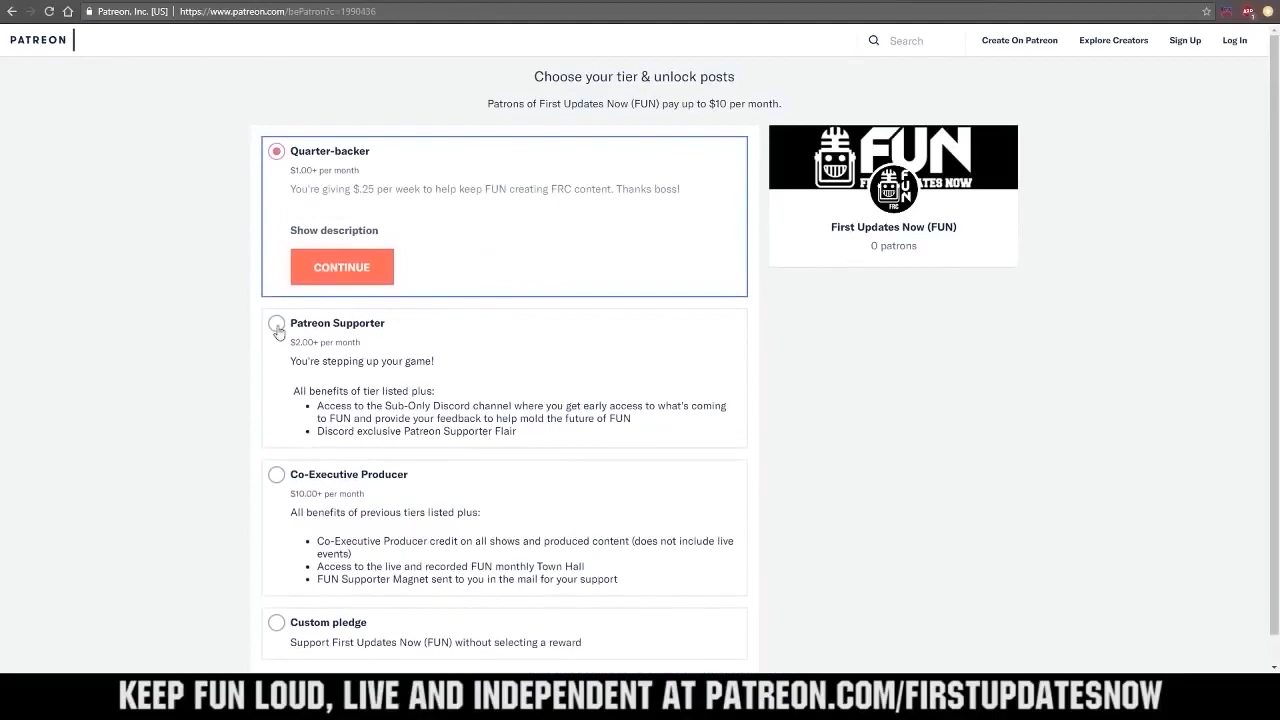 Patreon, Inc. [US] | https://www.patreon.com/bePatron?c=1990436
PATREON
Search
Create On Patreon
Explore Creators
Sign Up
Log In
Choose your tier & unlock posts
Patrons of First Updates Now (FUN) pay up to $10 per month.
Quarter-backer
$1.00+ per month
You're giving $.25 per week to help keep FUN creating FRC content. Thanks boss!
Show description
CONTINUE
FUN
FUN
FRC
First Updates Now (FUN)
0 patrons
Patreon Supporter
$2.00+ per month
You're stepping up your game!
All benefits of tier listed plus:
• Access to the Sub-Only Discord channel where you get early access to what's coming
to FUN and provide your feedback to help mold the future of FUN
• Discord exclusive Patreon Supporter Flair
Co-Executive Producer
$10.00+ per month
All benefits of previous tiers listed plus:
• Co-Executive Producer credit on all shows and produced content (does not include live
events)
• Access to the live and recorded FUN monthly Town Hall
• FUN Supporter Magnet sent to you in the mail for your support
Custom pledge
Support First Updates Now (FUN) without selecting a reward
KEEP FUN LOUD, LIVE AND INDEPENDENT AT PATREON.COM/FIRSTUPDATESNOW